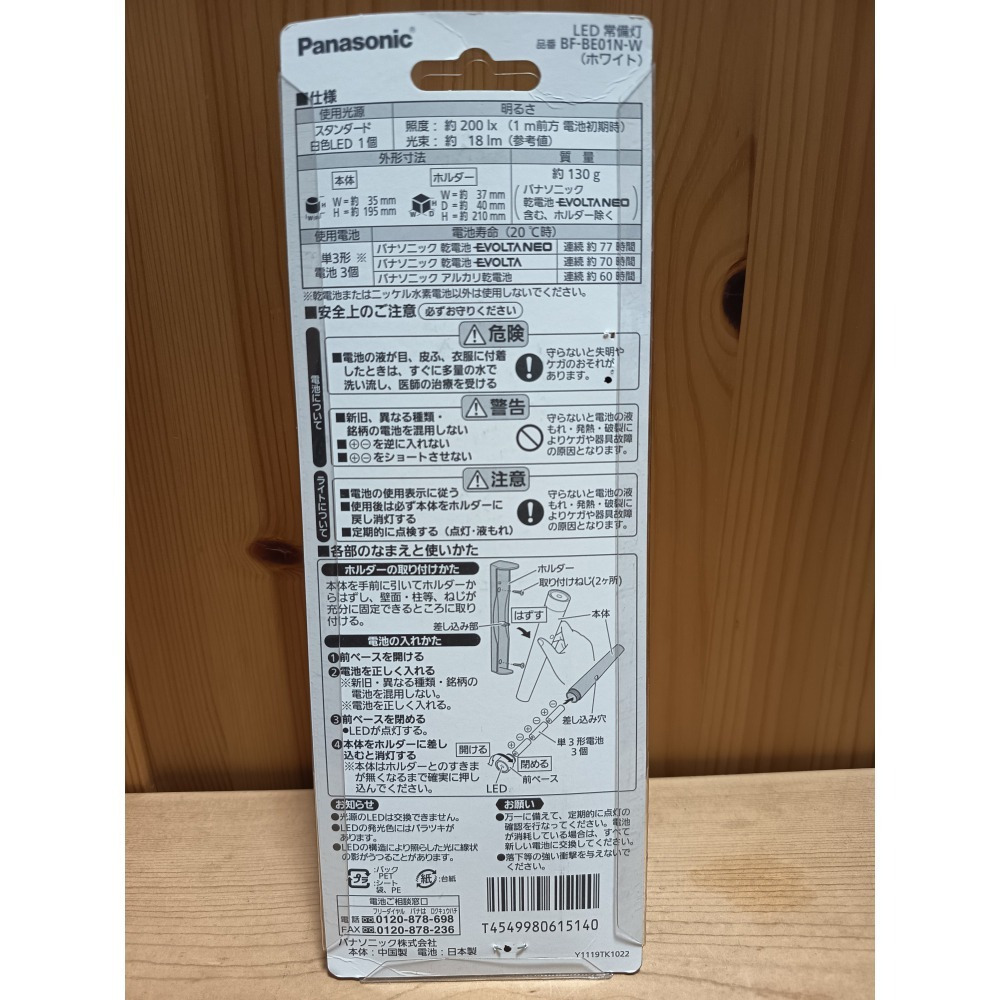 Panasonic
LED 常備灯
品番 BF-BE01N-W
(ホワイト)
■仕様
使用光源
明るさ
スタンダード
白色LED 1個
照度：約 200 lx （1 m前方 電池初期時）
光束：約 18 lm（参考値）
外形寸法
質量
本体
ホルダー
W=約 35 mm
H=約 195 mm
W=約 37 mm
D=約 40 mm
H=約 210 mm
約 130 g
パナソニック
乾電池 EVOLTA NEO
含む、ホルダー除く
使用電池
電池寿命（20 ℃時）
単3形 ※
電池 3個
パナソニック 乾電池 EVOLTA NEO 連続 約 77 時間
パナソニック 乾電池 EVOLTA 連続 約 70 時間
パナソニック アルカリ乾電池 連続 約 60 時間
※乾電池またはニッケル水素電池以外は使用しないでください。
■安全上のご注意 必ずお守りください
電池について
危険
■電池の液が目、皮ふ、衣服に付着
したときは、すぐに多量の水で
洗い流し、医師の治療を受ける
守らないと失明や
ケガのおそれが
あります。
警告
■新旧、異なる種類・
銘柄の電池を混用しない
■⊕⊖を逆に入れない
■⊕⊖をショートさせない
守らないと電池の液
もれ・発熱・破裂に
よりケガや器具故障
の原因となります。
ライトについて
注意
■電池の使用表示に従う
■使用後は必ず本体をホルダーに
戻し消灯する
■定期的に点検する（点灯・液もれ）
守らないと電池の液
もれ・発熱・破裂に
よりケガや器具故障
の原因となります。
■各部のなまえと使いかた
ホルダーの取り付けかた
本体を手前に引いてホルダーか
らはずし、壁面・柱等、ねじが
充分に固定できるところに取り
付ける。
ホルダー
取り付けねじ(2ヶ所)
はずす
本体
差し込み部
電池の入れかた
❶前ベースを開ける
❷電池を正しく入れる
※新旧・異なる種類・銘柄の
電池を混用しない。
※電池を正しく入れる。
❸前ベースを閉める
●LEDが点灯する。
❹本体をホルダーに差し
込むと消灯する
※本体はホルダーとのすきま
が無くなるまで確実に押し
込んでください。
差し込み穴
単3形電池
3個
開ける
閉める
前ベース
LED
お知らせ
●光源のLEDは交換できません。
●LEDの発光色にはバラツキが
あります。
●LEDの構造により照らした光に線状
の影がうつることがあります。
お願い
●万一に備えて、定期的に点灯の
確認を行なってください。電池
が消耗している場合は、すべて
新しい電池に交換してください。
●落下等の強い衝撃を与えないで
ください。
プラ
:パック
PET
:シート
袋、PE
紙
:台紙
電池ご相談窓口
フリーダイヤル パナは ロクキュウハチ
電話 0120-878-698
FAX 0120-878-236
パナソニック株式会社
本体：中国製 電池：日本製
T4549980615140
Y1119TK1022